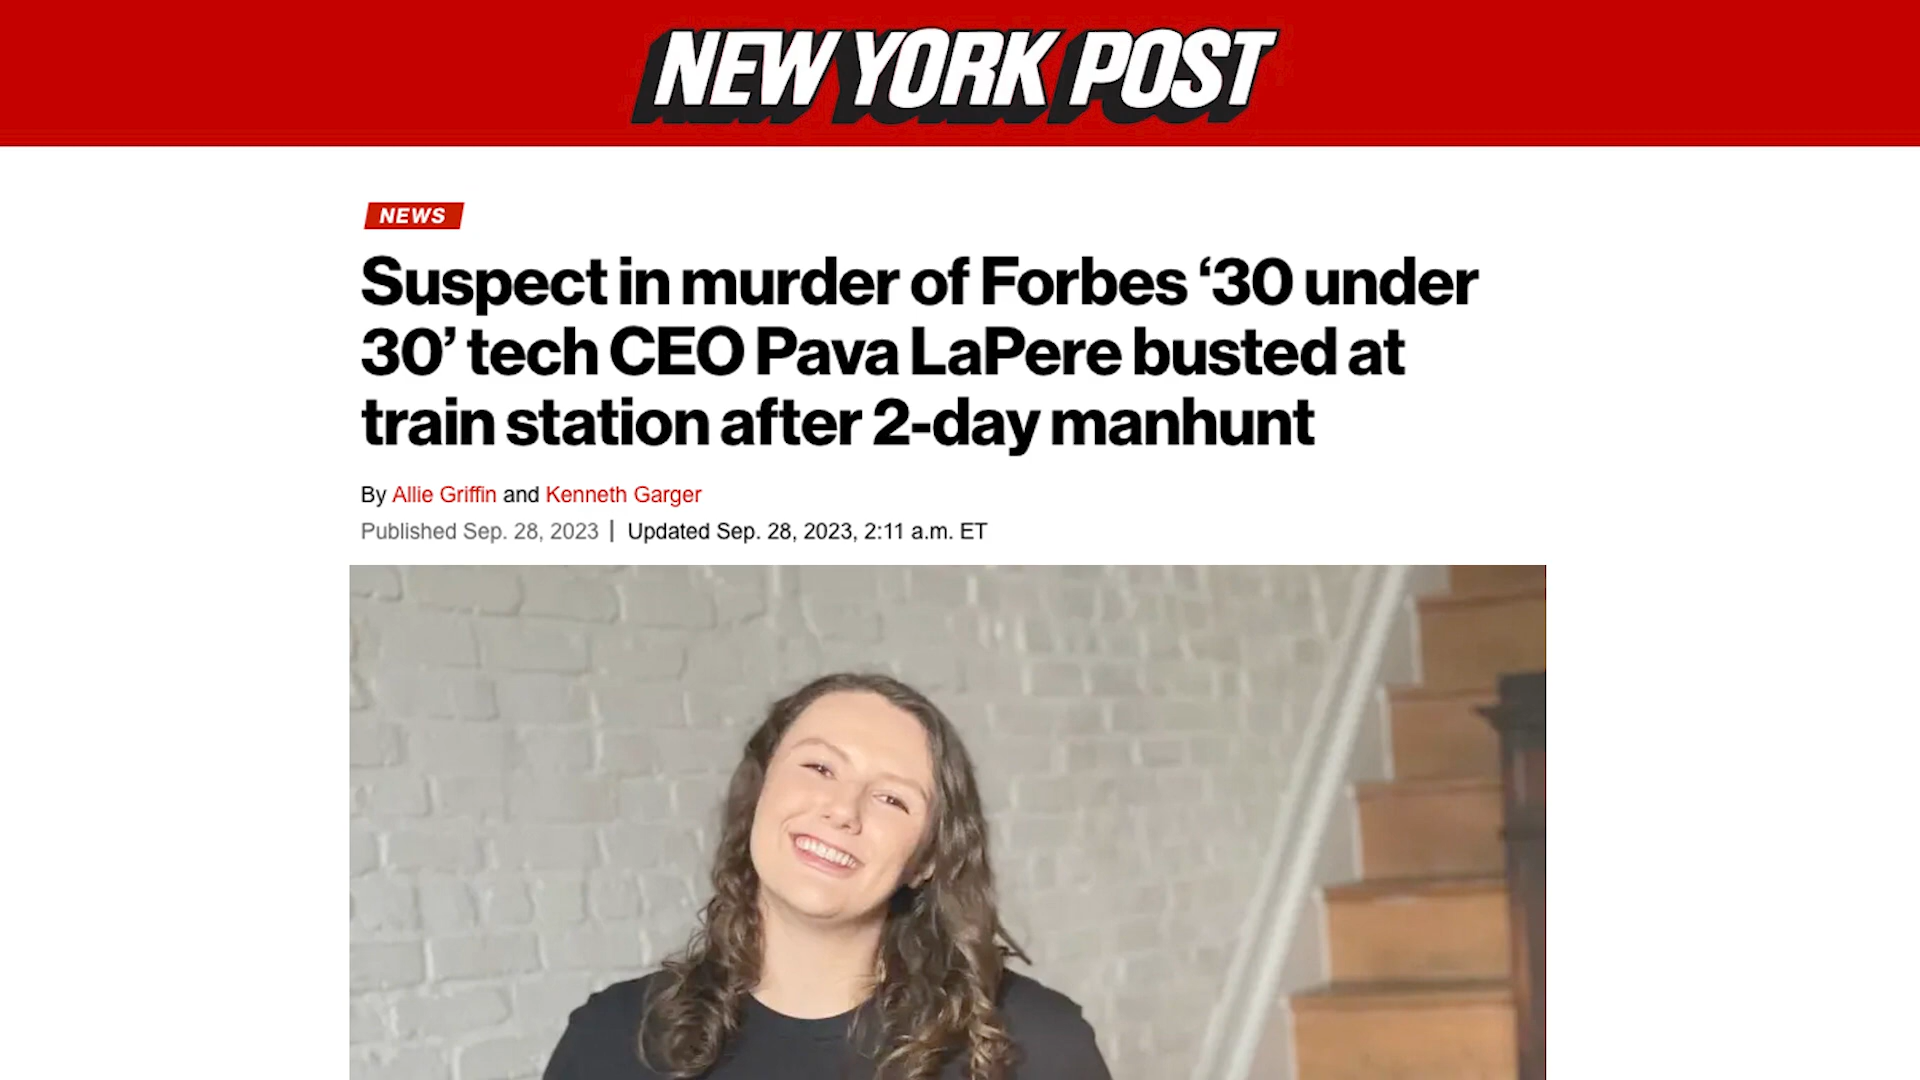 NEW YORK POST
NEWS
Suspect in murder of Forbes ‘30 under
30’ tech CEO Pava LaPere busted at
train station after 2-day manhunt
By Allie Griffin and Kenneth Garger
Published Sep. 28, 2023 | Updated Sep. 28, 2023, 2:11 a.m. ET